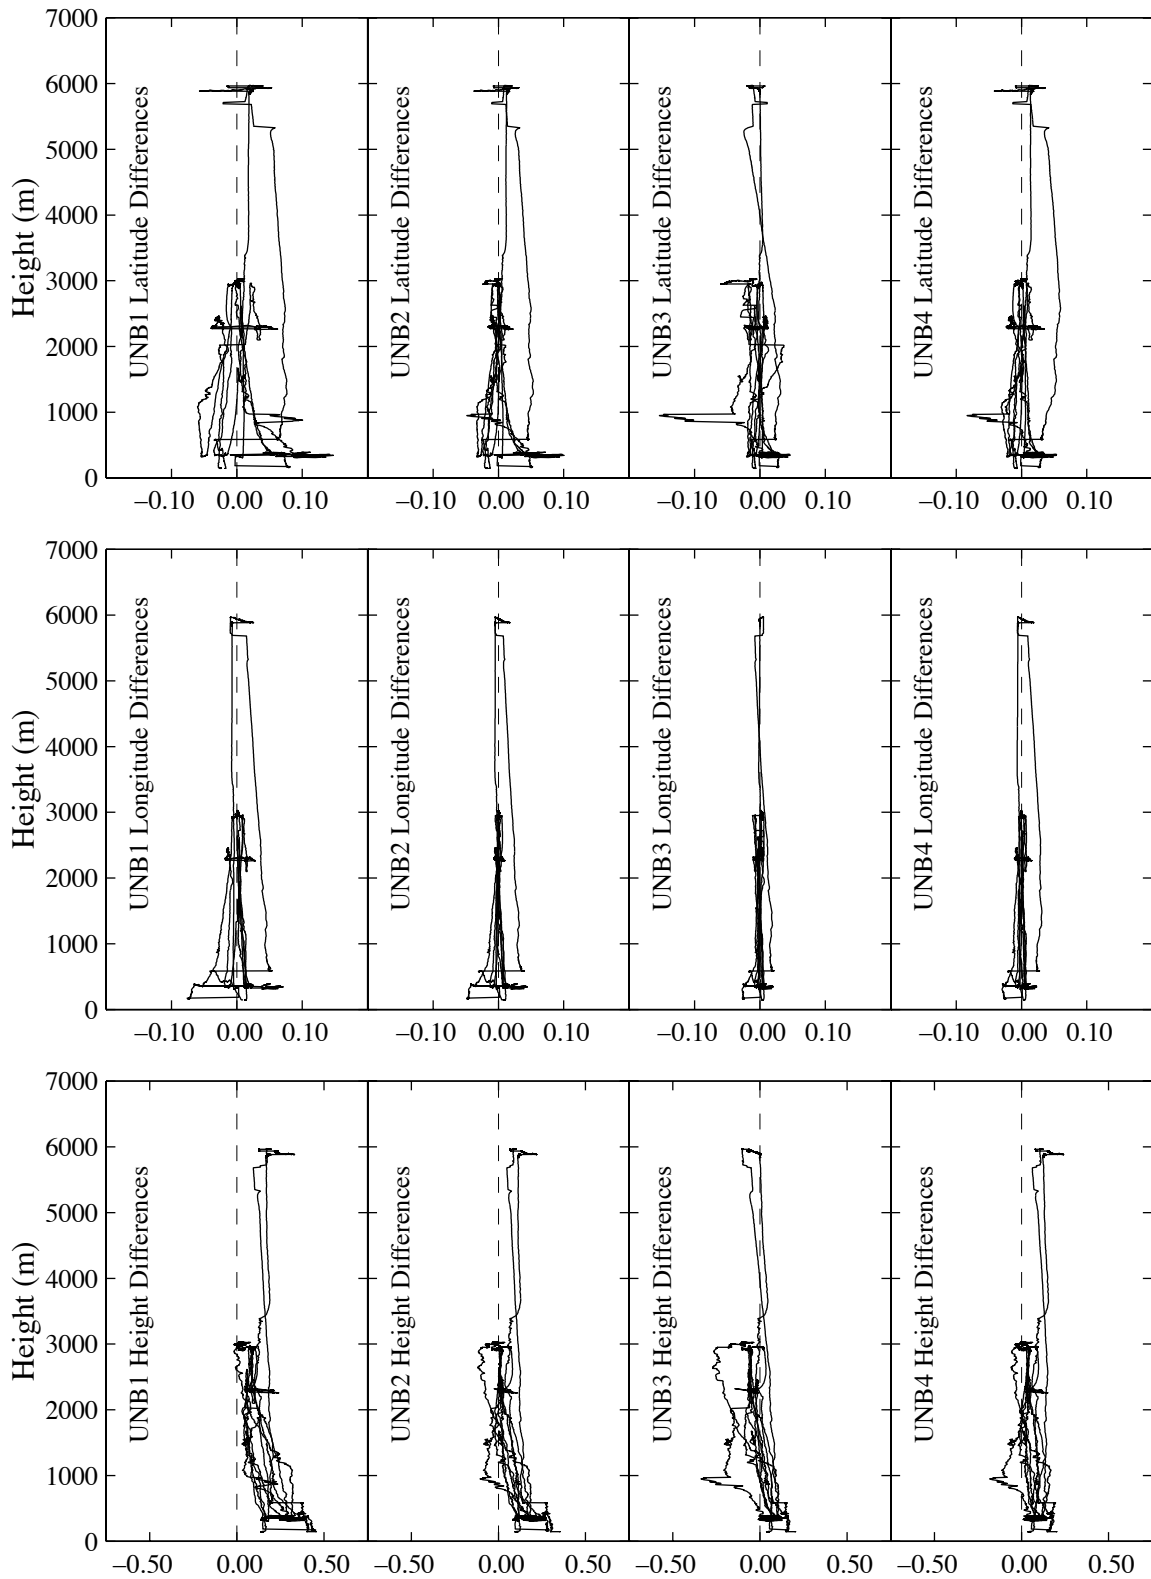 7000
6000
5000
4000
3000
2000
1000
0
Height (m)
UNB1 Latitude Differences
UNB2 Latitude Differences
UNB3 Latitude Differences
UNB4 Latitude Differences
−0.10 0.00 0.10 −0.10 0.00 0.10 −0.10 0.00 0.10 −0.10 0.00 0.10
7000
6000
5000
4000
3000
2000
1000
0
Height (m)
UNB1 Longitude Differences
UNB2 Longitude Differences
UNB3 Longitude Differences
UNB4 Longitude Differences
−0.10 0.00 0.10 −0.10 0.00 0.10 −0.10 0.00 0.10 −0.10 0.00 0.10
7000
6000
5000
4000
3000
2000
1000
0
Height (m)
UNB1 Height Differences
UNB2 Height Differences
UNB3 Height Differences
UNB4 Height Differences
−0.50 0.00 0.50 −0.50 0.00 0.50 −0.50 0.00 0.50 −0.50 0.00 0.50